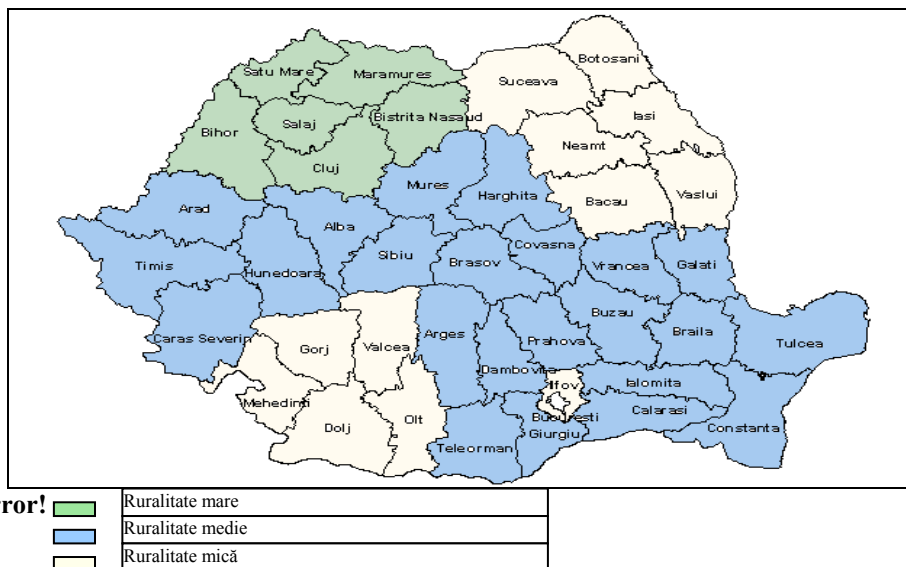 Botosani
Satu Mare
Maramures
Suceava
Iasi
Bistrita Nasaud
Salaj
Bihor
Neamt
Cluj
Mures
Vaslui
Harghita
Bacau
Arad
Alba
Covasna
Sibiu
Timis
Brasov
Vrancea
Galati
Hunedoara
Buzau
Caras Severin
Arges
Braila
Gorj
Valcea
Prahova
Tulcea
Dambovita
Ilfov
Ialomita
Mehedinti
Calarasi
Olt
Bucuresti
Dolj
Constanta
Giurgiu
Teleorman
ror!
Ruralitate mare
Ruralitate medie
Ruralitate mică